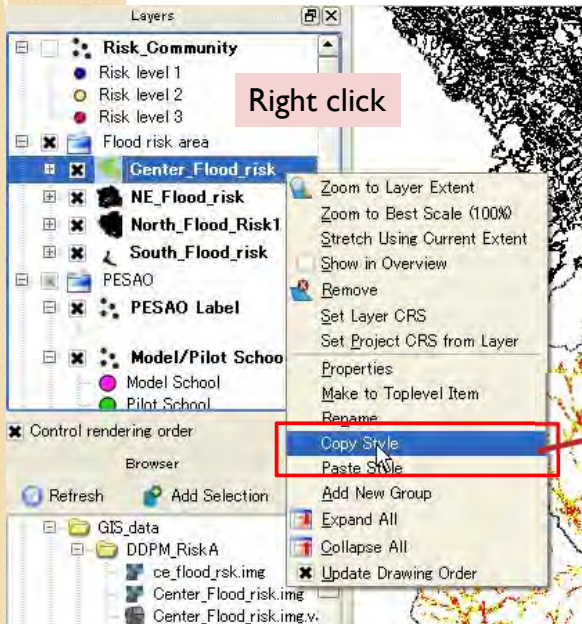 Layers
Risk_Community
Risk level 1
Risk level 2
Risk level 3
Right click
Flood risk area
Center_Flood_risk
NE_Flood_risk
North_Flood_Risk1
South_Flood_risk
PESAO
PESAO Label
Model/Pilot Schoo
Model School
Pilot School
Control rendering order
Browser
Refresh Add Selection
GIS_data
DDPM_RiskA
ce_flood_rsk.img
Center_Flood_risk.img
Center_Flood_risk.img.v
Zoom to Layer Extent
Zoom to Best Scale (100%)
Stretch Using Current Extent
Show in Overview
Remove
Set Layer CRS
Set Project CRS from Layer
Properties
Make to Toplevel Item
Rename
Copy Style
Paste Style
Add New Group
Expand All
Collapse All
Update Drawing Order